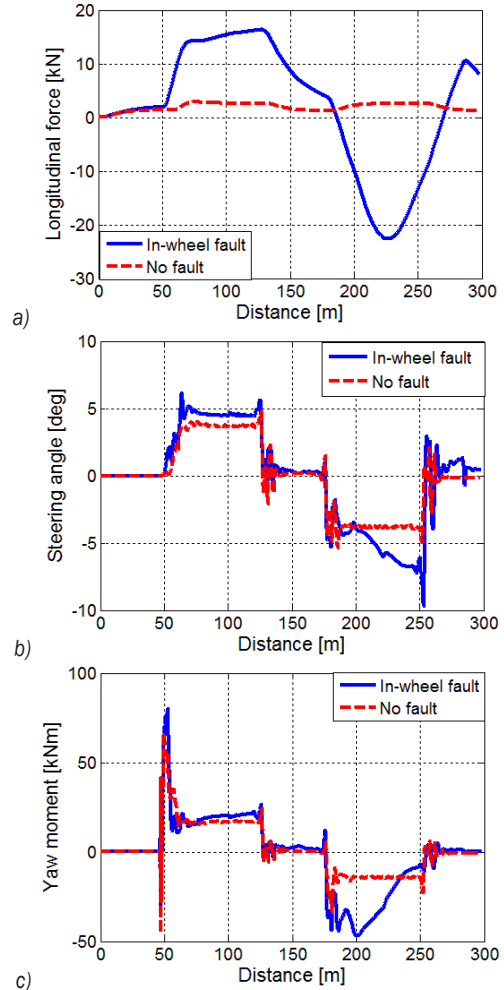 20
10
0
-10
-20
-30
Longitudinal force [kN]
In-wheel fault
No fault
0 50 100 150 200 250 300
Distance [m]
a)
10
5
0
-5
-10
Steering angle [deg]
In-wheel fault
No fault
0 50 100 150 200 250 300
Distance [m]
b)
100
50
0
-50
Yaw moment [kNm]
In-wheel fault
No fault
0 50 100 150 200 250 300
Distance [m]
c)